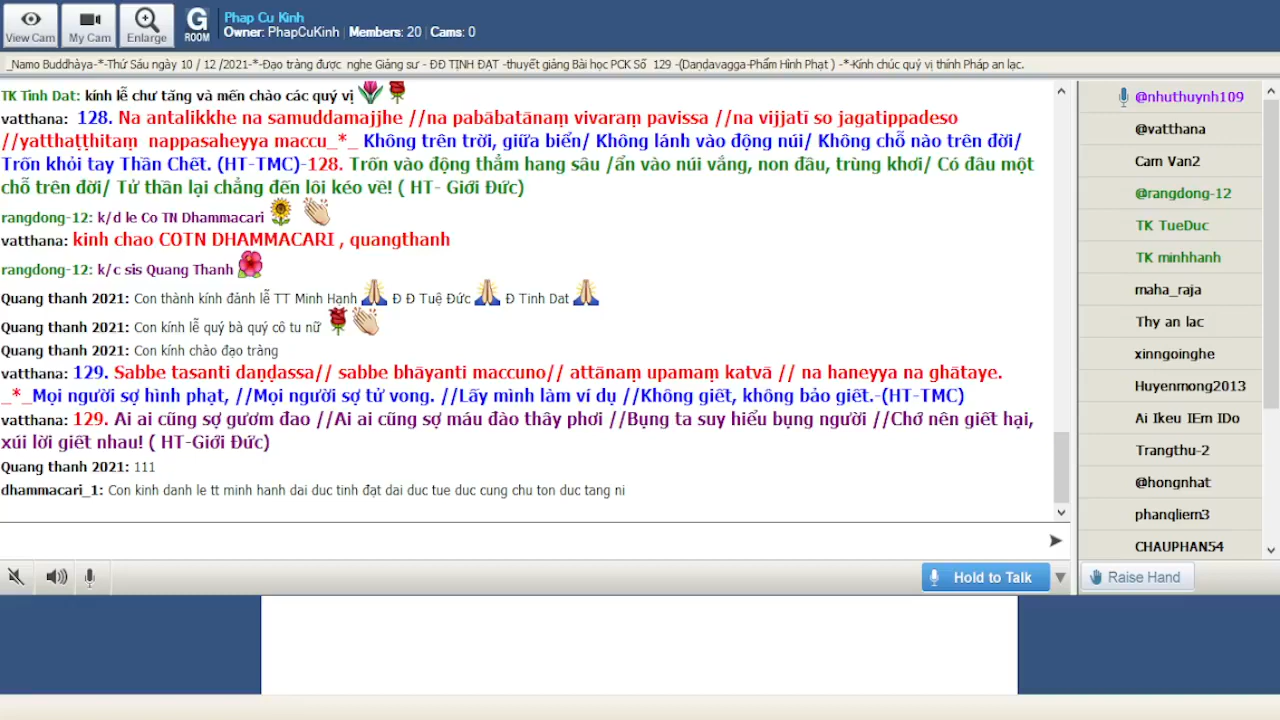 View Cam
My Cam
Enlarge
G
ROOM
Phap Cu Kinh
Owner: PhapCuKinh | Members: 20 | Cams: 0
_Namo Buddhàya-*-Thứ Sáu ngày 10 / 12 /2021-*-Đạo tràng được nghe Giảng sư - ĐĐ TỊNH ĐẠT -thuyết giảng Bài học PCK Số 129 -(Daṇḍavagga-Phẩm Hình Phạt ) -*-Kính chúc quý vị thính Pháp an lạc.
TK Tinh Dat: kính lễ chư tăng và mến chào các quý vị
vatthana: 128. Na antalikkhe na samuddamajjhe //na pabābatānaṃ vivaraṃ pavissa //na vijjatī so jagatippadeso
//yatthaṭṭhitaṃ nappasaheyya maccu_*_ Không trên trời, giữa biển/ Không lánh vào động núi/ Không chỗ nào trên đời/
Trốn khỏi tay Thần Chết. (HT-TMC)-128. Trốn vào động thẳm hang sâu /ẩn vào núi vắng, non đâu, trùng khơi/ Có đâu một
chỗ trên đời/ Tử thần lại chẳng đến lôi kéo về! ( HT- Giới Đức)
rangdong-12: k/d le Co TN Dhammacari
vatthana: kinh chao COTN DHAMMACARI , quangthanh
rangdong-12: k/c sis Quang Thanh
Quang thanh 2021: Con thành kính đảnh lễ TT Minh Hạnh Đ Đ Tuệ Đức Đ Tinh Dat
Quang thanh 2021: Con kính lễ quý bà quý cô tu nữ
Quang thanh 2021: Con kính chào đạo tràng
vatthana: 129. Sabbe tasanti daṇḍassa// sabbe bhāyanti maccuno// attānaṃ upamaṃ katvā // na haneyya na ghātaye.
_*_Mọi người sợ hình phạt, //Mọi người sợ tử vong. //Lấy mình làm ví dụ //Không giết, không bảo giết.-(HT-TMC)
vatthana: 129. Ai ai cũng sợ gươm đao //Ai ai cũng sợ máu đào thây phơi //Bụng ta suy hiểu bụng người //Chớ nên giết hại,
xúi lời giết nhau! ( HT-Giới Đức)
Quang thanh 2021: 111
dhammacari_1: Con kinh danh le tt minh hanh dai duc tinh đạt dai duc tue duc cung chu ton duc tang ni
@nhuthuynh109
@vatthana
Cam Van2
@rangdong-12
TK TueDuc
TK minhhanh
maha_raja
Thy an lac
xinngoinghe
Huyenmong2013
Ai Ikeu IEm IDo
Trangthu-2
@hongnhat
phanqliem3
CHAUPHAN54
Hold to Talk
Raise Hand